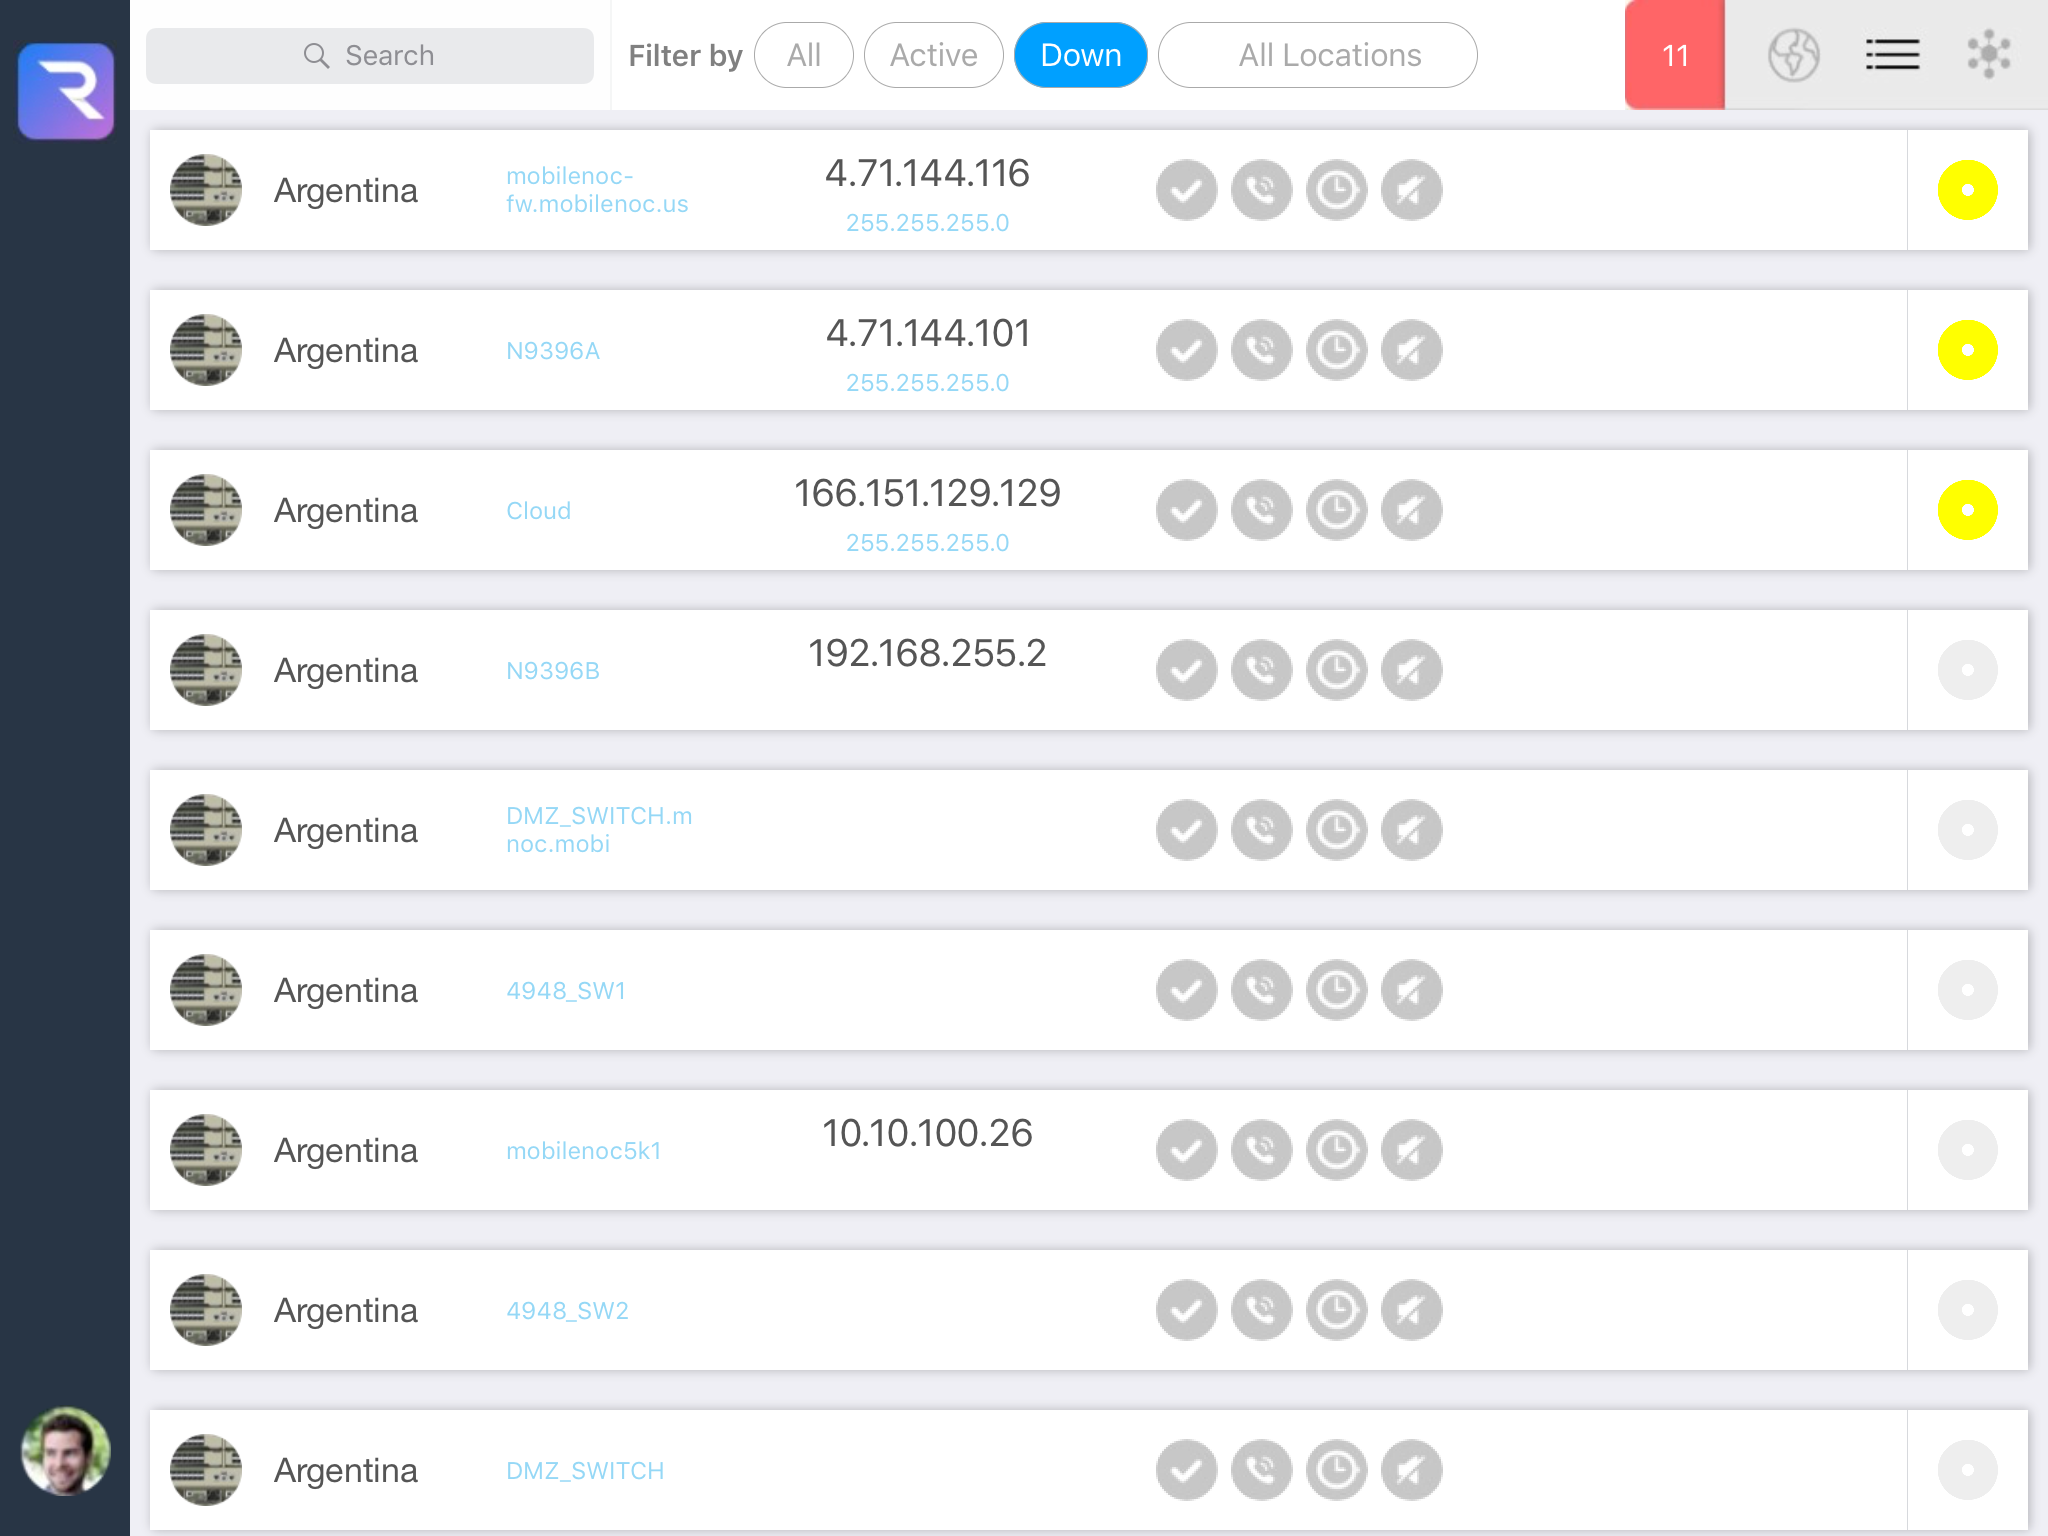 Search
Filter by
All
Active
Down
All Locations
11
Argentina
mobilenoc-
fw.mobilenoc.us
4.71.144.116
255.255.255.0
Argentina
N9396A
4.71.144.101
255.255.255.0
Argentina
Cloud
166.151.129.129
255.255.255.0
Argentina
N9396B
192.168.255.2
Argentina
DMZ_SWITCH.m
noc.mobi
Argentina
4948_SW1
Argentina
mobilenoc5k1
10.10.100.26
Argentina
4948_SW2
Argentina
DMZ_SWITCH